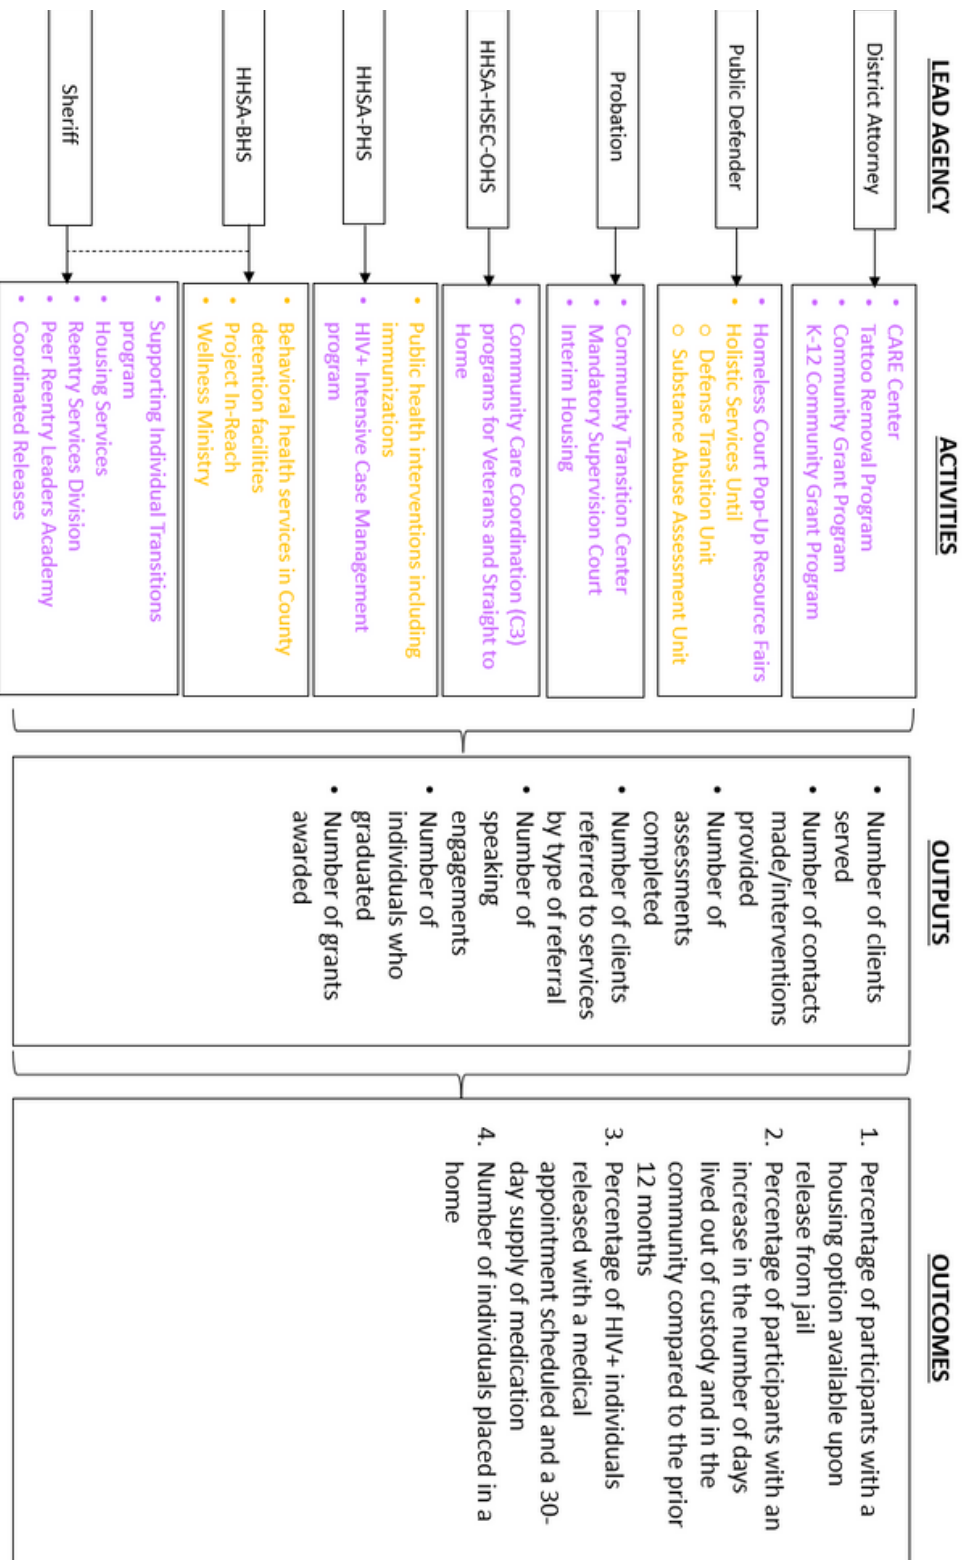 LEAD AGENCY
ACTIVITIES
OUTPUTS
OUTCOMES
District Attorney
• CARE Center
• Tattoo Removal Program
• Community Grant Program
• K-12 Community Grant Program
Public Defender
• Homeless Court Pop-Up Resource Fairs
• Holistic Services Until
o Defense Transition Unit
o Substance Abuse Assessment Unit
Probation
• Community Transition Center
• Mandatory Supervision Court
• Interim Housing
HHSA-HSEC-OHS
• Community Care Coordination (C3)
programs for Veterans and Straight to
Home
HHSA-PHS
• Public health interventions including
immunizations
• HIV+ Intensive Case Management
program
HHSA-BHS
• Behavioral health services in County
detention facilities
• Project In-Reach
• Wellness Ministry
Sheriff
• Supporting Individual Transitions
program
• Housing Services
• Reentry Services Division
• Peer Reentry Leaders Academy
• Coordinated Releases
• Number of clients
served
• Number of contacts
made/interventions
provided
• Number of
assessments
completed
• Number of clients
referred to services
by type of referral
• Number of
speaking
engagements
• Number of
individuals who
graduated
• Number of grants
awarded
1. Percentage of participants with a
housing option available upon
release from jail
2. Percentage of participants with an
increase in the number of days
lived out of custody and in the
community compared to the prior
12 months
3. Percentage of HIV+ individuals
released with a medical
appointment scheduled and a 30-
day supply of medication
4. Number of individuals placed in a
home